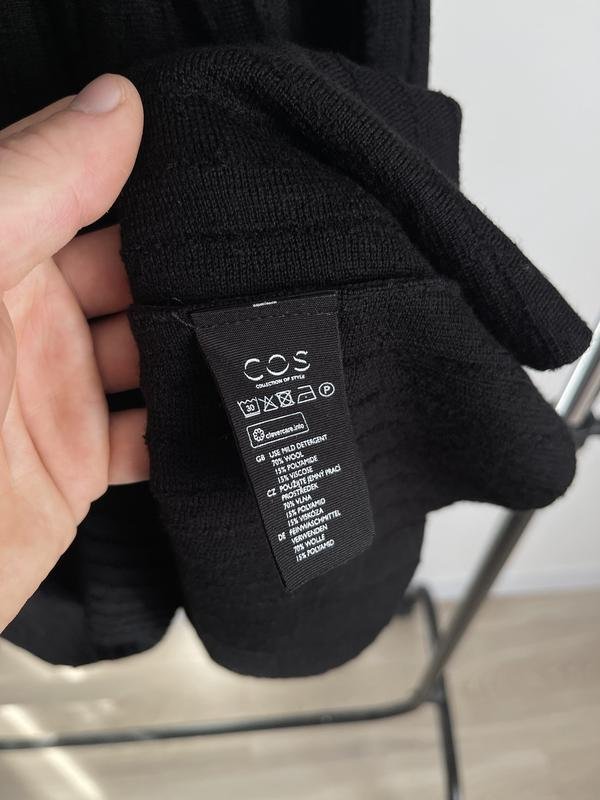 COS
COLLECTION OF STYLE
30 P
clevercare.info
GB USE MILD DETERGENT
70% WOOL
15% POLYAMIDE
15% VISCOSE
CZ POUŽIJTE JEMNÝ PRACÍ
PROSTŘEDEK
70% VLNA
15% POLYAMID
15% VISKÓZA
DE FEINWASCHMITTEL
VERWENDEN
70% WOLLE
15% POLYAMID